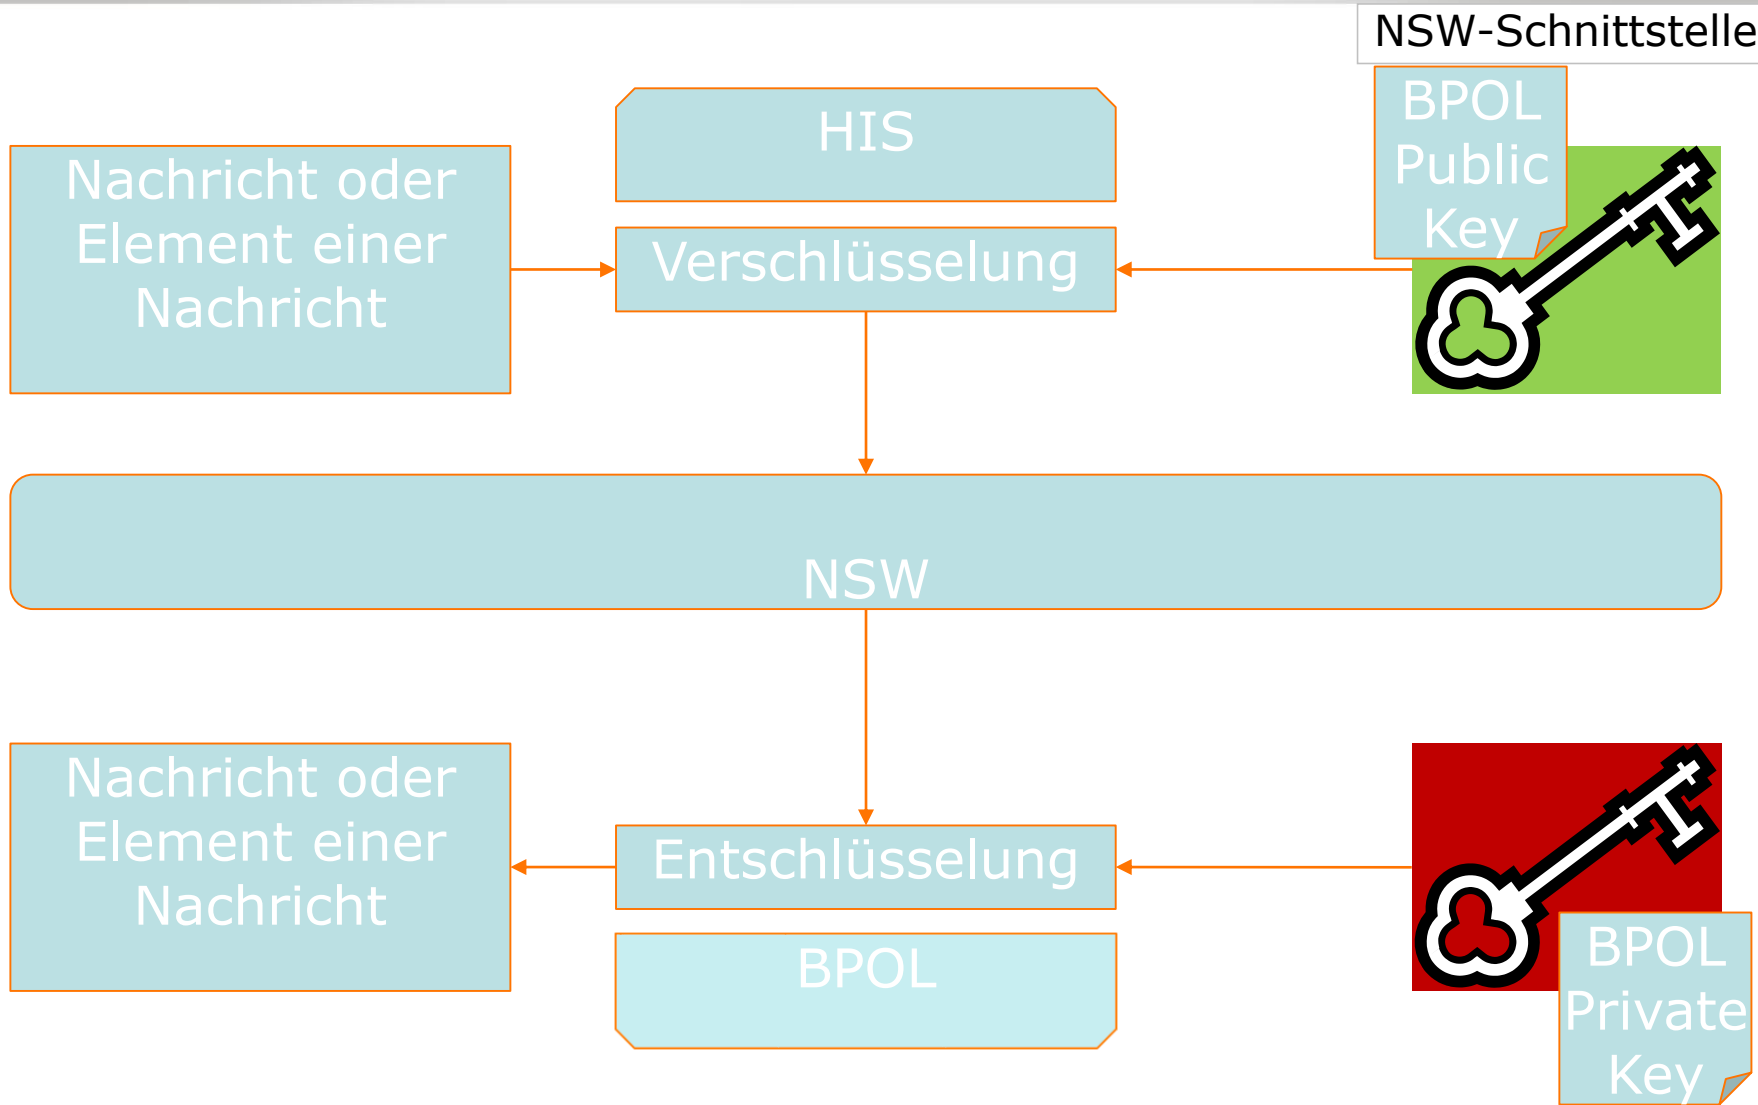 NSW-Schnittstelle
HIS
BPOL
Public
Key
Nachricht oder
Element einer
Nachricht
Verschlüsselung
NSW
Nachricht oder
Element einer
Nachricht
Entschlüsselung
BPOL
BPOL
Private
Key